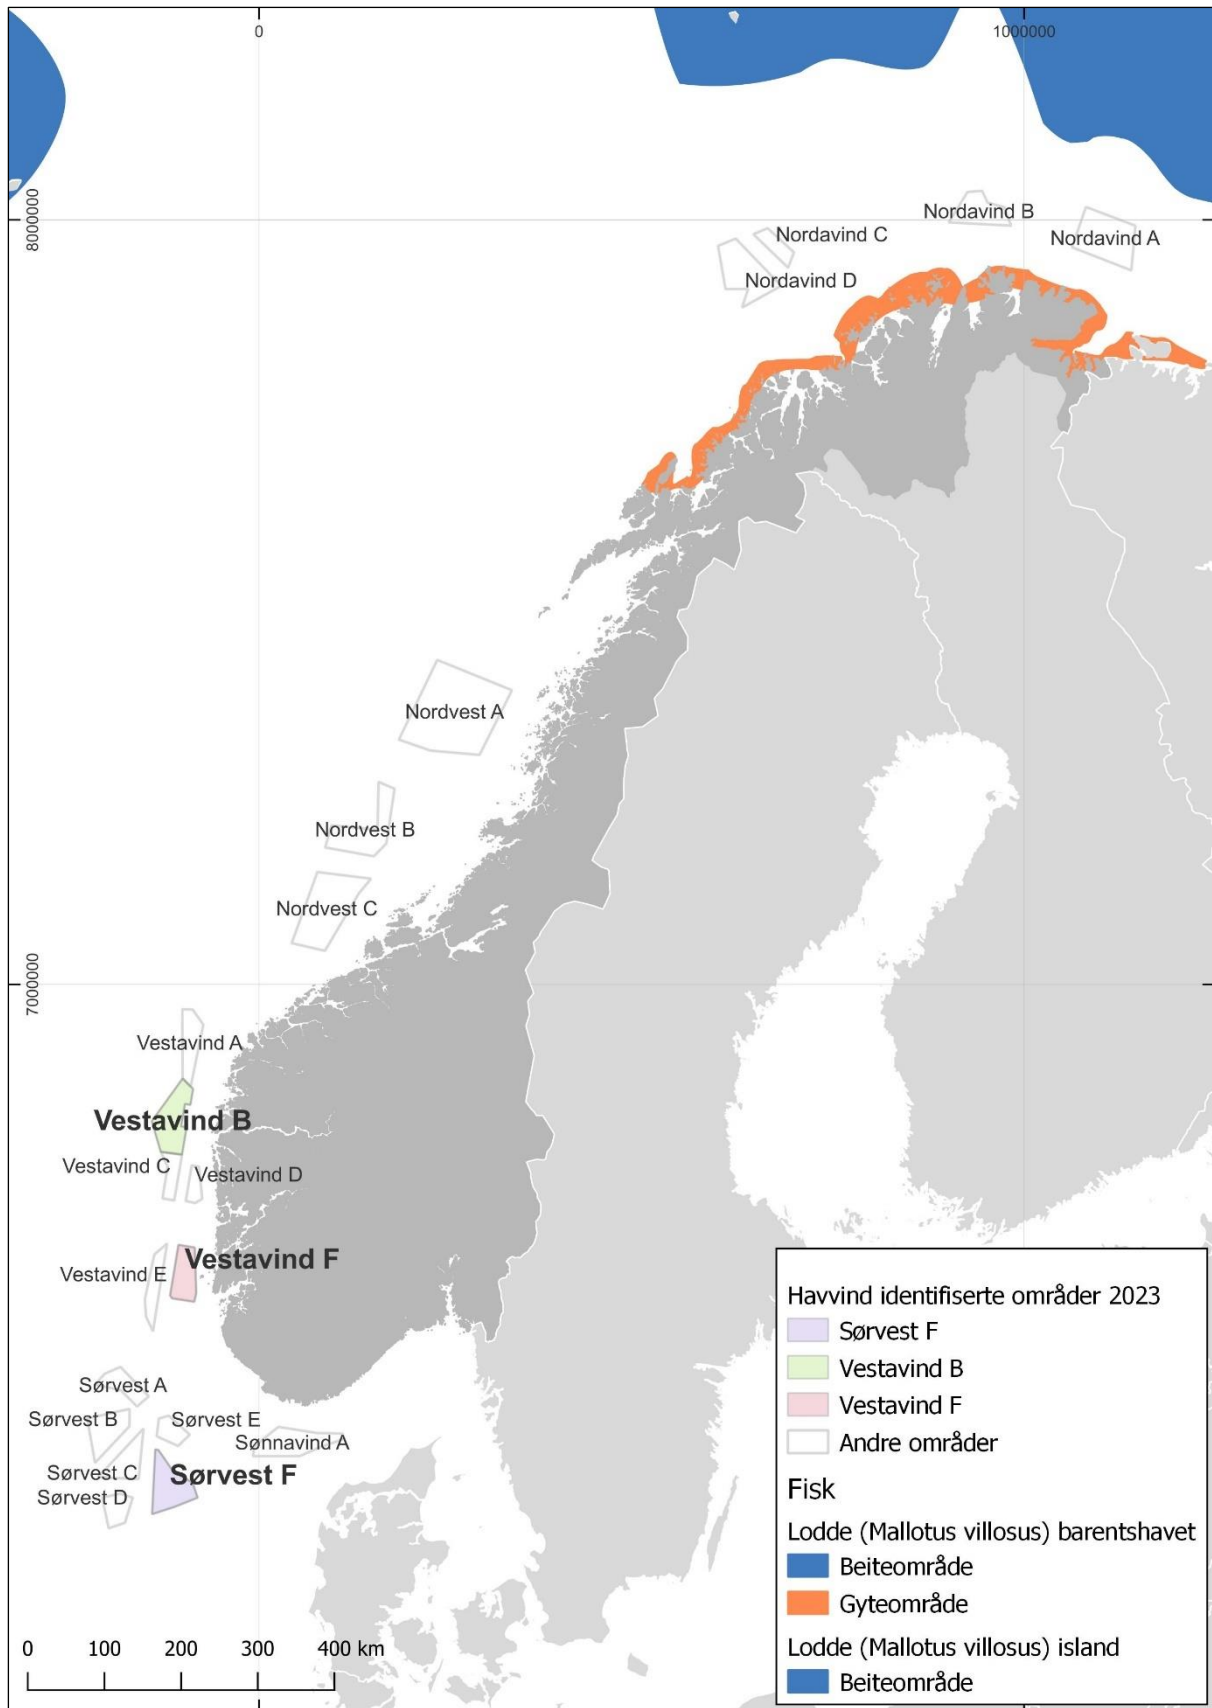 0
1000000
8000000
Nordavind B
Nordavind C
Nordavind A
Nordavind D
Nordvest A
Nordvest B
Nordvest C
7000000
Vestavind A
Vestavind B
Vestavind C
Vestavind D
Vestavind F
Vestavind E
Sørvest A
Sørvest B
Sørvest E
Sønnavind A
Sørvest C
Sørvest F
Sørvest D
Havvind identifiserte områder 2023
Sørvest F
Vestavind B
Vestavind F
Andre områder
Fisk
Lodde (Mallotus villosus) barentshavet
Beiteområde
Gyteområde
Lodde (Mallotus villosus) island
Beiteområde
0 100 200 300 400 km